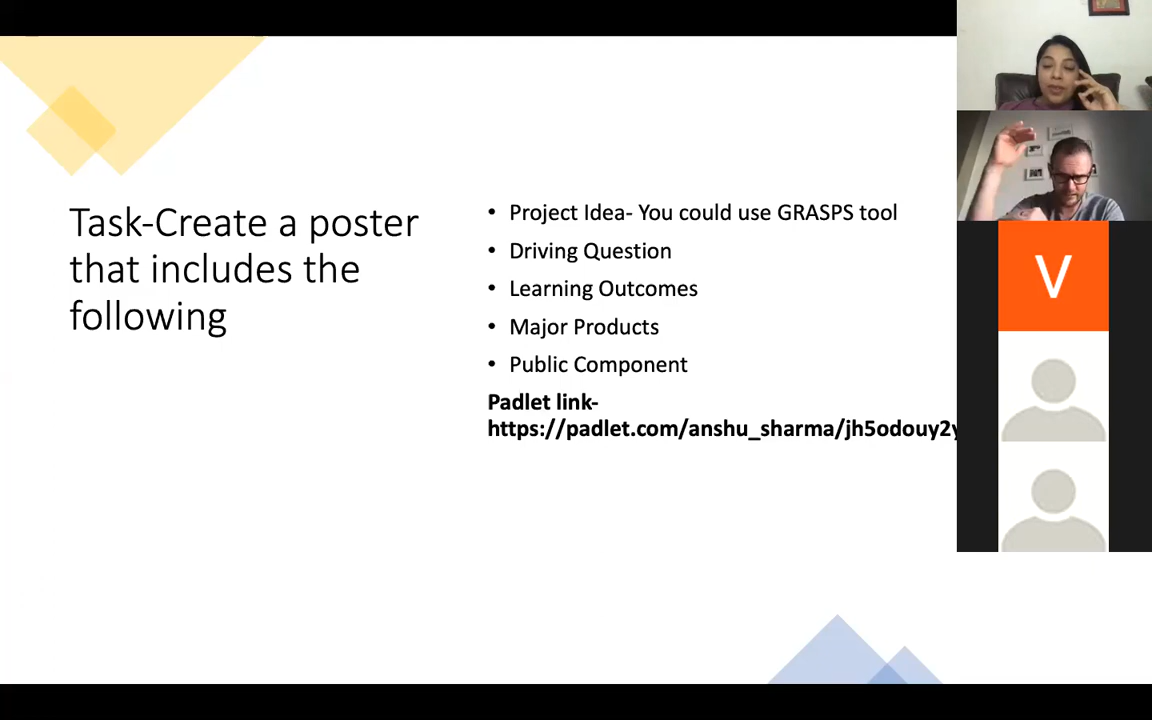 Task-Create a poster
that includes the
following
• Project Idea- You could use GRASPS tool
• Driving Question
• Learning Outcomes
• Major Products
• Public Component
Padlet link-
https://padlet.com/anshu_sharma/jh5odouy2y
V